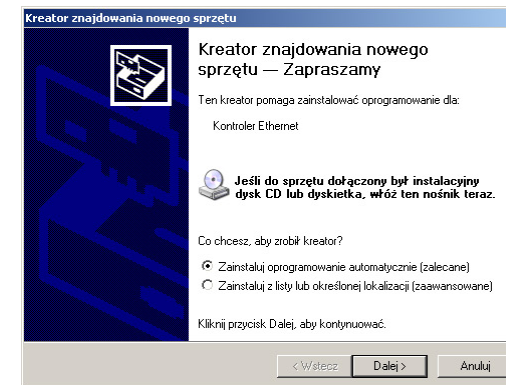 Kreator znajdowania nowego sprzętu
Kreator znajdowania nowego
sprzętu — Zapraszamy
Ten kreator pomaga zainstalować oprogramowanie dla:
Kontroler Ethernet
Jeśli do sprzętu dołączony był instalacyjny
dysk CD lub dyskietka, włóż ten nośnik teraz.
Co chcesz, aby zrobił kreator?
Zainstaluj oprogramowanie automatycznie (zalecane)
Zainstaluj z listy lub określonej lokalizacji (zaawansowane)
Kliknij przycisk Dalej, aby kontynuować.
< Wstecz Dalej > Anuluj